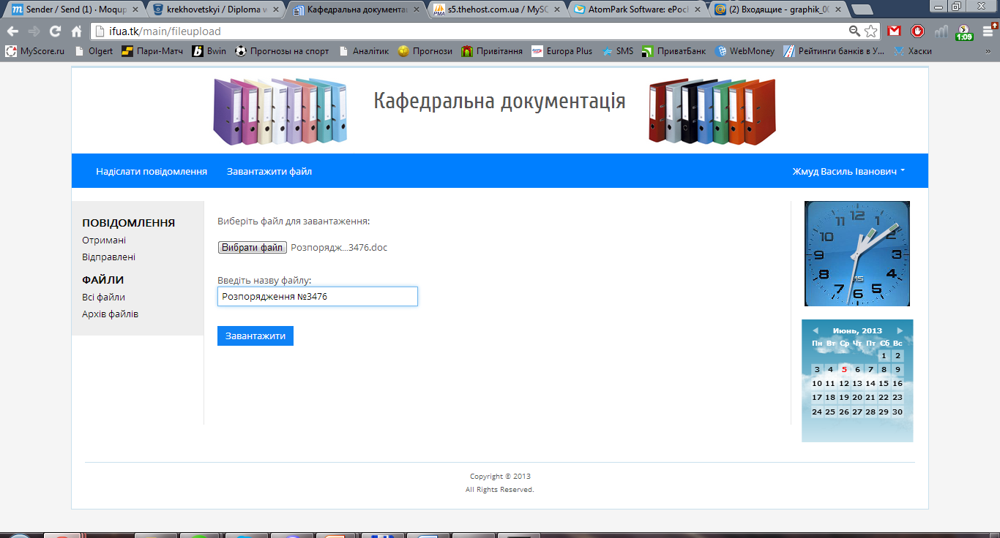 Sender / Send (1) · Moqup
krekhovetskyi / Diploma w
Кафедральна документац
s5.thehost.com.ua / MySC
AtomPark Software: ePoch
(2) Входящие - graphik_00
ifua.tk/main/fileupload
1:09
MyScore.ru
Olgert
Пари-Матч
Bwin
Прогнозы на спорт
Аналітик
Прогнози
Привітання
Europa Plus
SMS
ПриватБанк
WebMoney
Рейтинги банків в У...
Хаски
»
Кафедральна документація
Надіслати повідомлення
Завантажити файл
Жмуд Василь Іванович
ПОВІДОМЛЕННЯ
Отримані
Відправлені
ФАЙЛИ
Всі файли
Архів файлів
Виберіть файл для завантаження:
Вибрати файл Розпорядж...3476.doc
Введіть назву файлу:
Розпорядження №3476
Завантажити
12
1
2
3
4
5
6
7
8
9
10
11
Июнь, 2013
Пн Вт Ср Чт Пт Сб Вс
1 2
3 4 5 6 7 8 9
10 11 12 13 14 15 16
17 18 19 20 21 22 23
24 25 26 27 28 29 30
Copyright © 2013
All Rights Reserved.